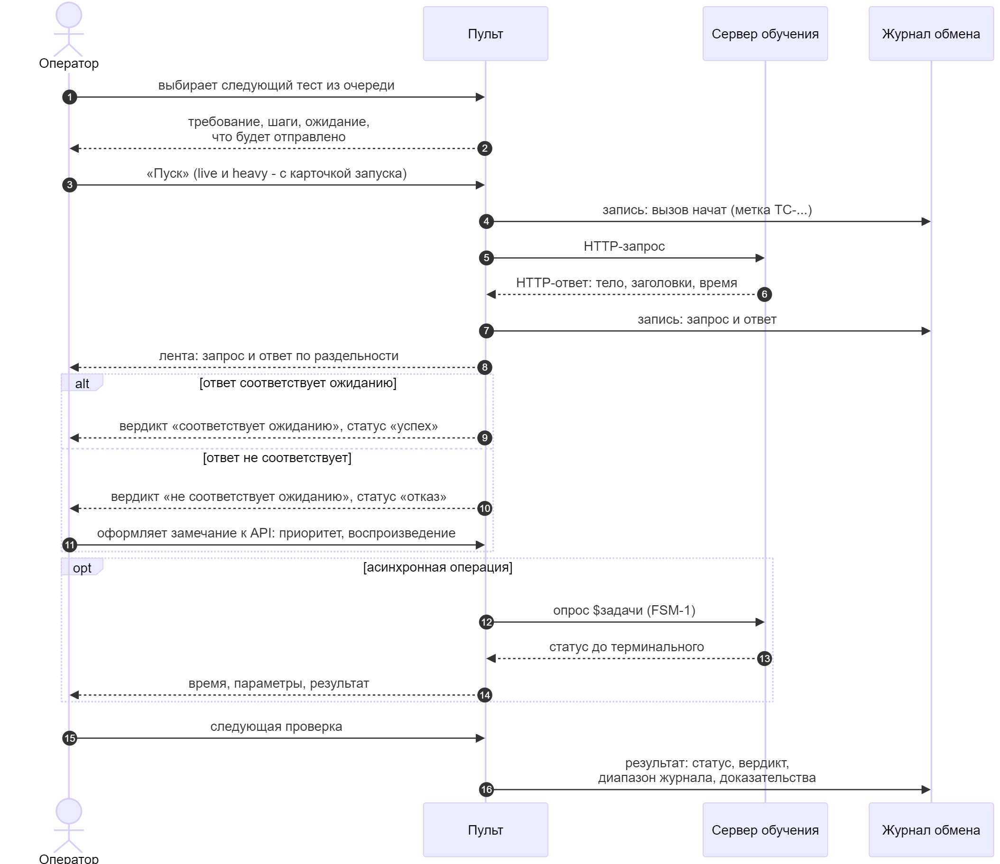 Оператор
Пульт
Сервер обучения
Журнал обмена
выбирает следующий тест из очереди
1
требование, шаги, ожидание,
что будет отправлено
2
«Пуск» (live и heavy - с карточкой запуска)
3
запись: вызов начат (метка TC-...)
4
HTTP-запрос
5
HTTP-ответ: тело, заголовки, время
6
запись: запрос и ответ
7
лента: запрос и ответ по раздельности
8
alt
[ответ соответствует ожиданию]
вердикт «соответствует ожиданию», статус «успех»
9
[ответ не соответствует]
вердикт «не соответствует ожиданию», статус «отказ»
10
оформляет замечание к API: приоритет, воспроизведение
11
opt
[асинхронная операция]
опрос $задачи (FSM-1)
12
статус до терминального
13
время, параметры, результат
14
следующая проверка
15
результат: статус, вердикт,
диапазон журнала, доказательства
16
Пульт
Сервер обучения
Журнал обмена
Оператор